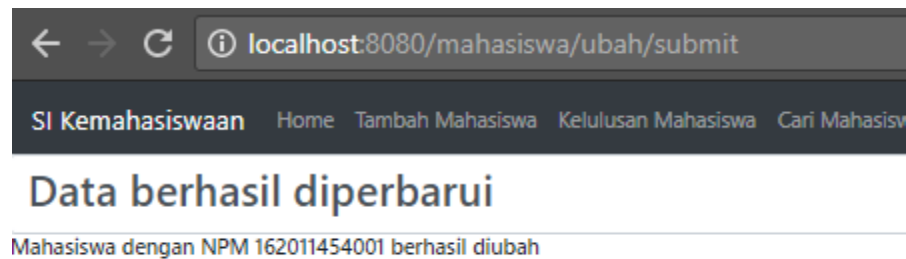 localhost:8080/mahasiswa/ubah/submit
SI Kemahasiswaan Home Tambah Mahasiswa Kelulusan Mahasiswa Cari
Data berhasil diperbarui
Mahasiswa dengan NPM 162011454001 berhasil diubah